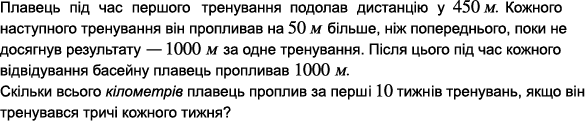 Плавець під час першого тренування подолав дистанцію у 450 м. Кожного
наступного тренування він пропливав на 50 м більше, ніж попереднього, поки не
досягнув результату — 1000 м за одне тренування. Після цього під час кожного
відвідування басейну плавець пропливав 1000 м.
Скільки всього кілометрів плавець проплив за перші 10 тижнів тренувань, якщо він
тренувався тричі кожного тижня?